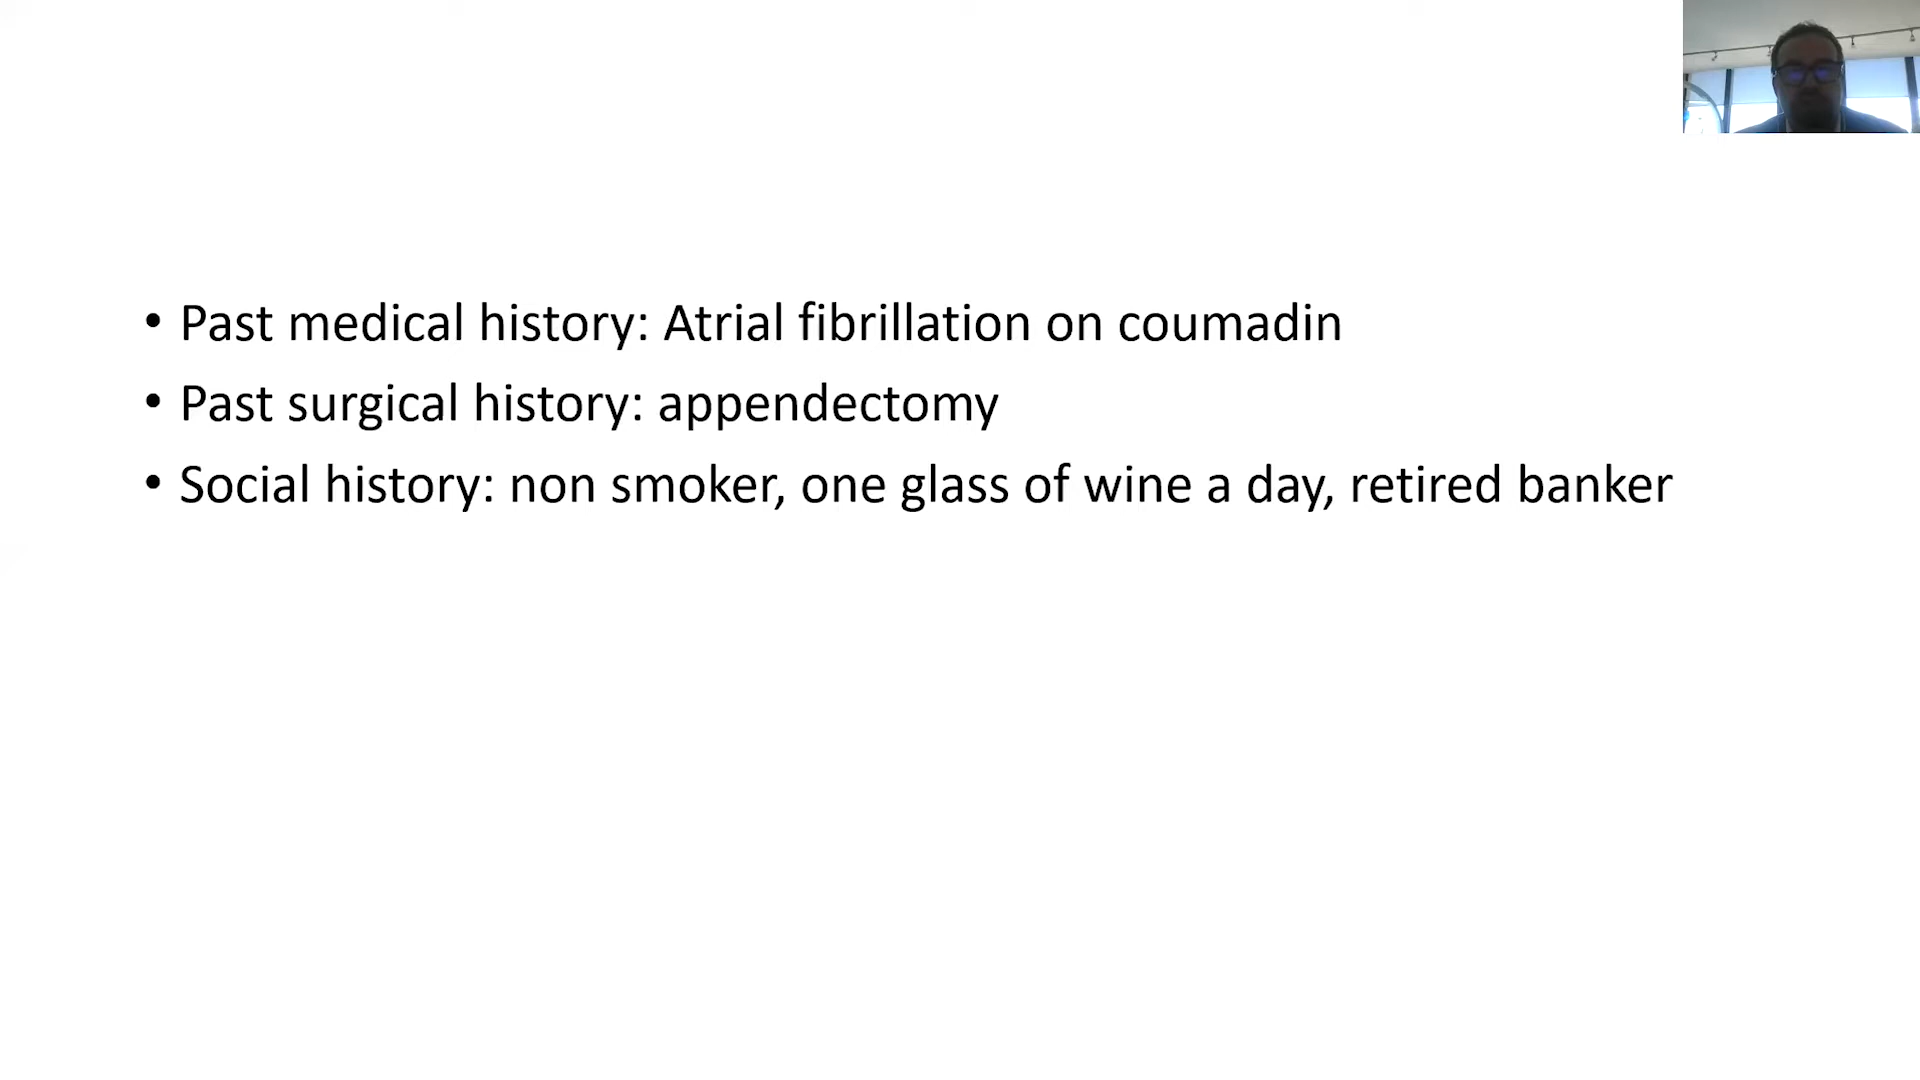 • Past medical history: Atrial fibrillation on coumadin
• Past surgical history: appendectomy
• Social history: non smoker, one glass of wine a day, retired banker